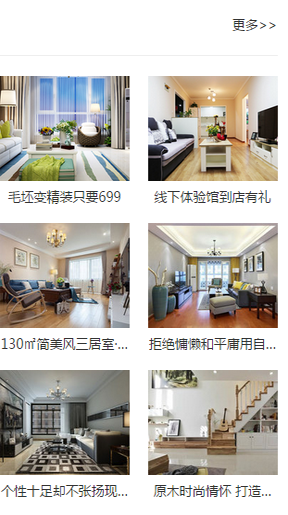 更多>>
毛坯变精装只要699
线下体验馆到店有礼
130㎡简美风三居室·...
拒绝慵懒和平庸用自...
个性十足却不张扬现...
原木时尚情怀 打造...